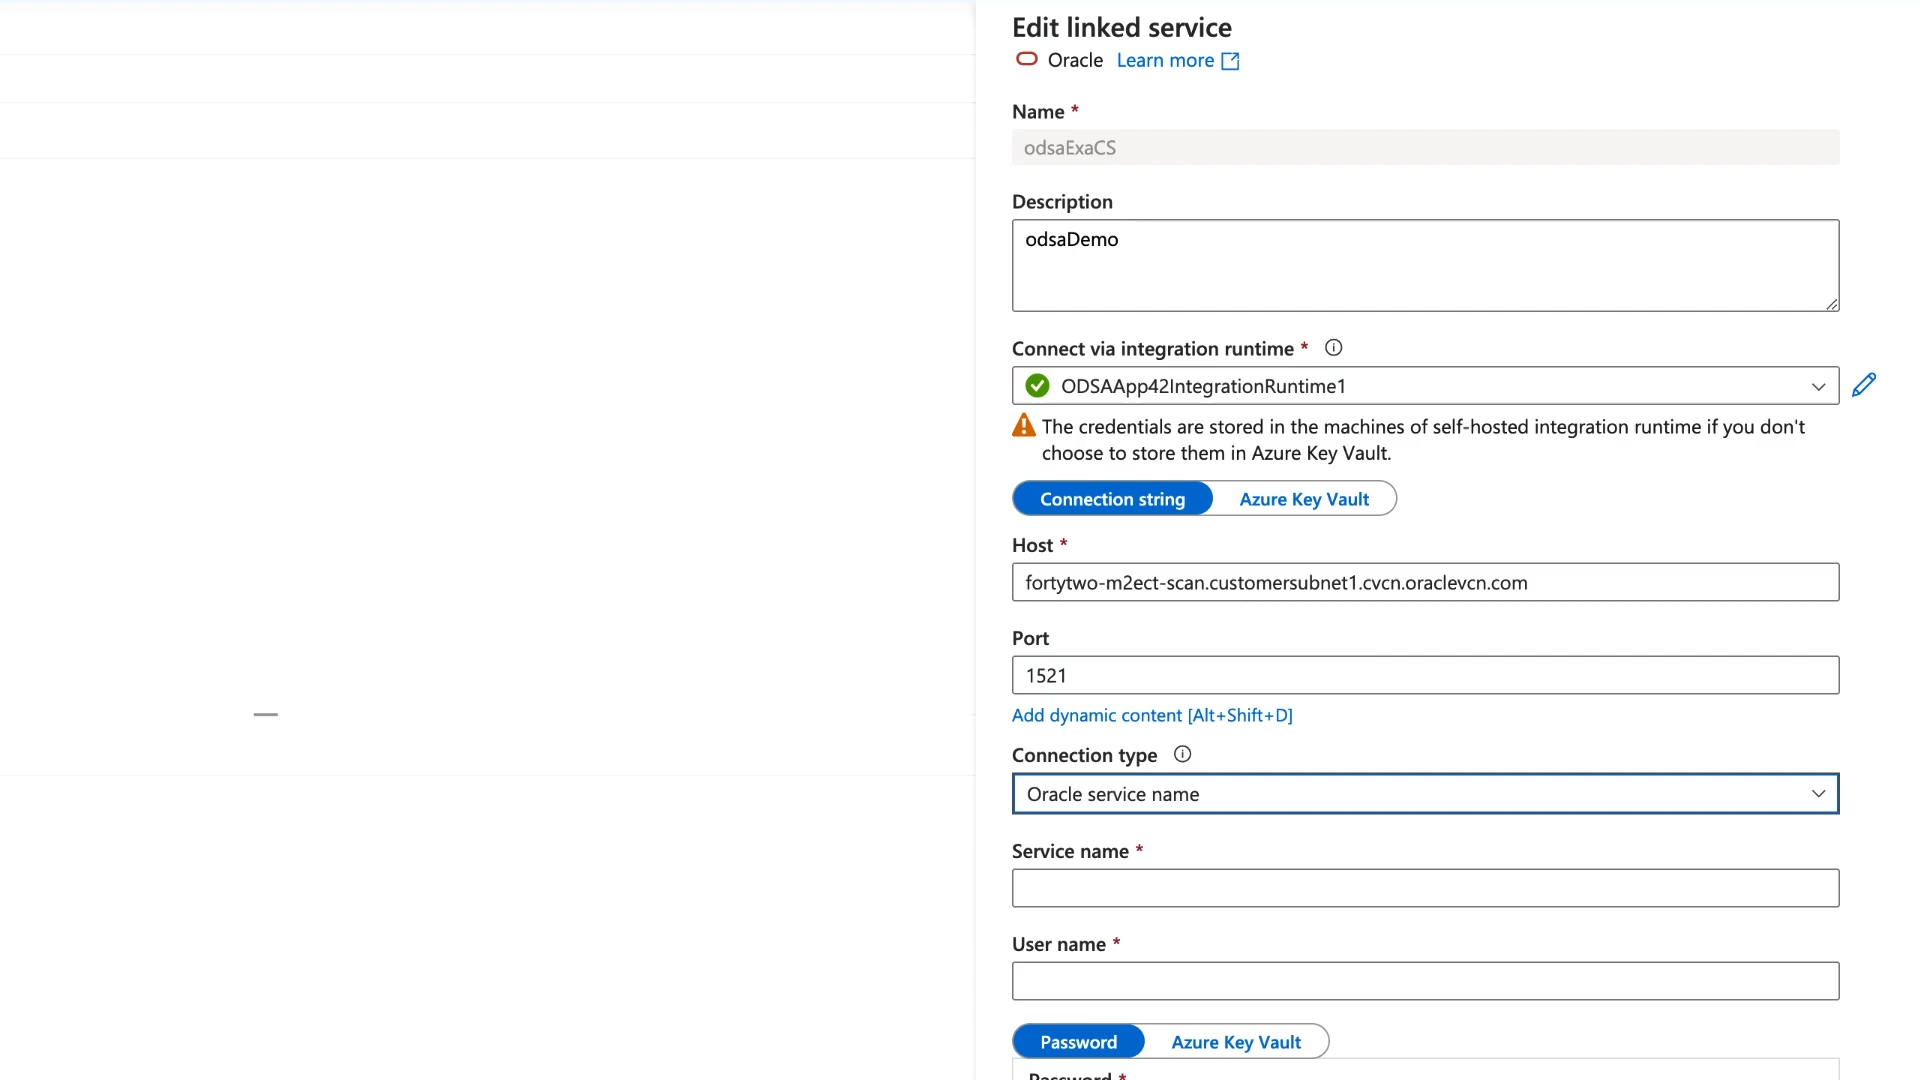 Edit linked service
Oracle Learn more
Name *
odsaExaCS
Description
odsaDemo
Connect via integration runtime *
ODSAApp42IntegrationRuntime1
The credentials are stored in the machines of self-hosted integration runtime if you don't
choose to store them in Azure Key Vault.
Connection string Azure Key Vault
Host *
fortytwo-m2ect-scan.customersubnet1.cvcn.oraclevcn.com
Port
1521
Add dynamic content [Alt+Shift+D]
Connection type
Oracle service name
Service name *
User name *
Password Azure Key Vault
Password *